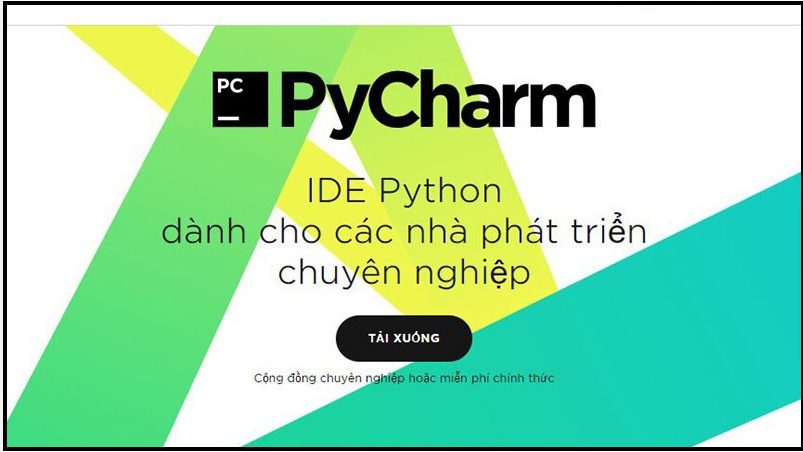 PC
PyCharm
IDE Python
dành cho các nhà phát triển
chuyên nghiệp
TẢI XUỐNG
Cộng đồng chuyên nghiệp hoặc miễn phí chính thức